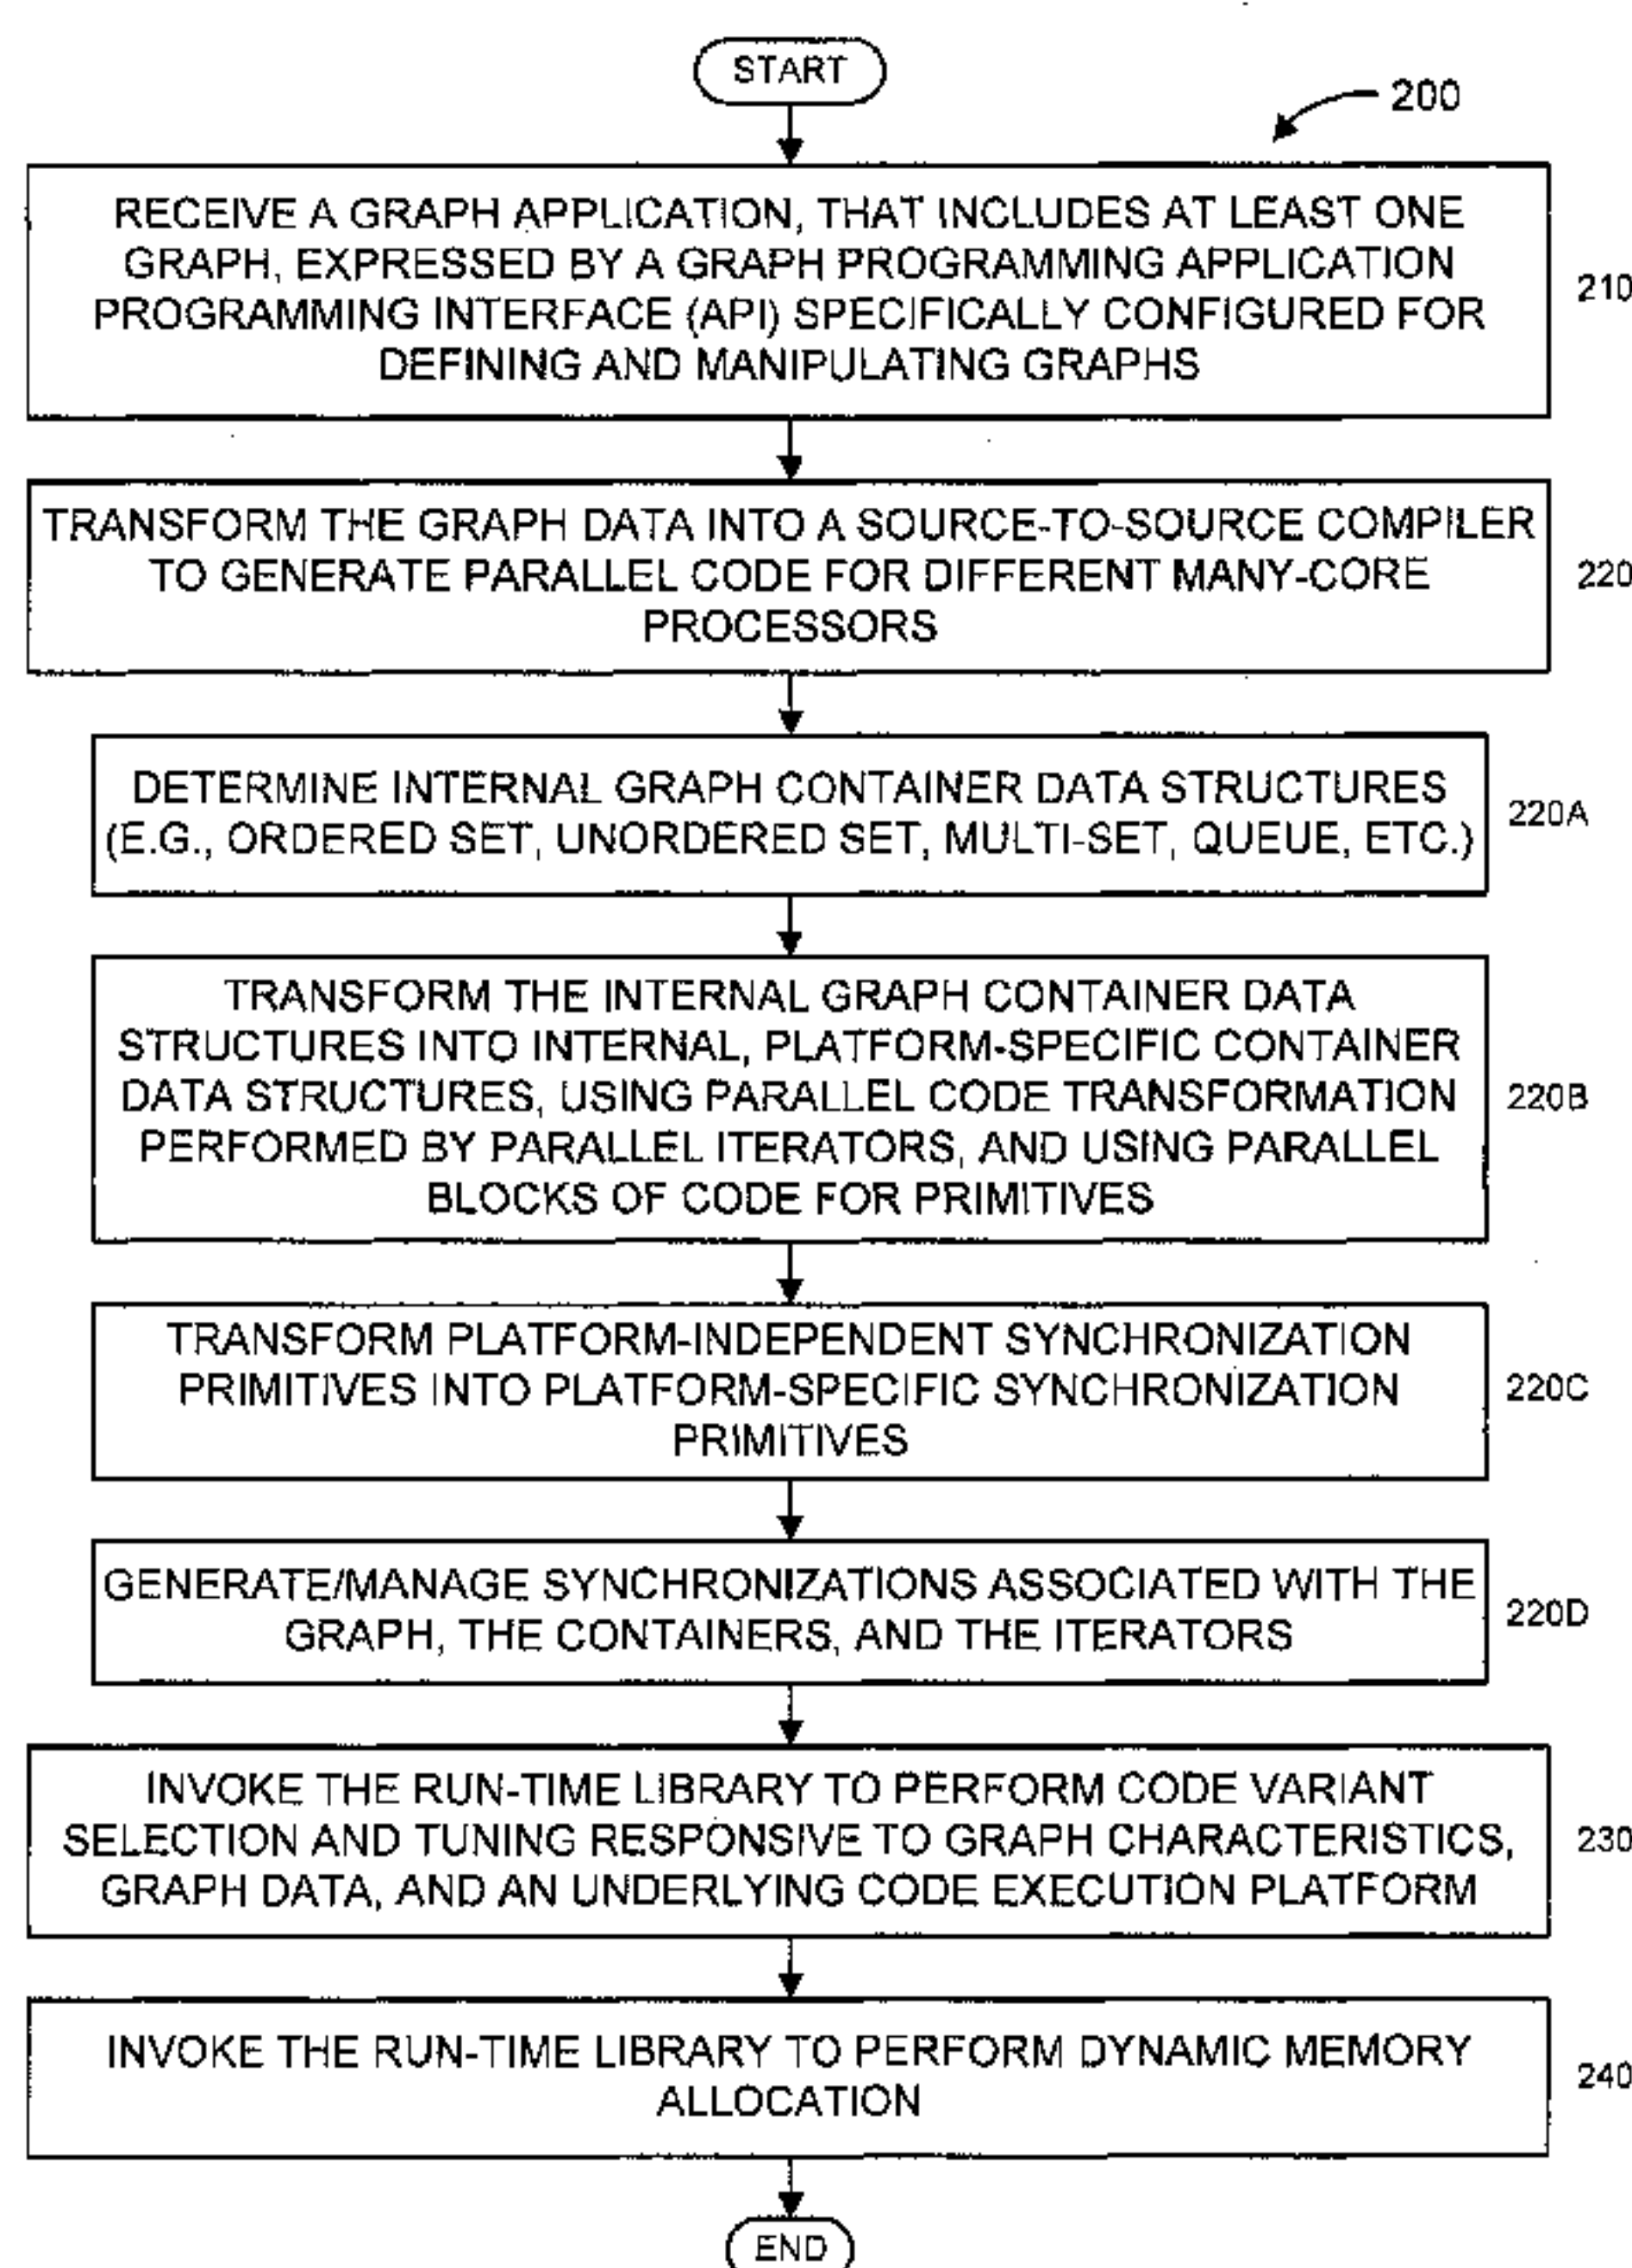 START
200
RECEIVE A GRAPH APPLICATION, THAT INCLUDES AT LEAST ONE
GRAPH, EXPRESSED BY A GRAPH PROGRAMMING APPLICATION
PROGRAMMING INTERFACE (API) SPECIFICALLY CONFIGURED FOR
DEFINING AND MANIPULATING GRAPHS
210
TRANSFORM THE GRAPH DATA INTO A SOURCE-TO-SOURCE COMPILER
TO GENERATE PARALLEL CODE FOR DIFFERENT MANY-CORE
PROCESSORS
220
DETERMINE INTERNAL GRAPH CONTAINER DATA STRUCTURES
(E.G., ORDERED SET, UNORDERED SET, MULTI-SET, QUEUE, ETC.)
220A
TRANSFORM THE INTERNAL GRAPH CONTAINER DATA
STRUCTURES INTO INTERNAL, PLATFORM-SPECIFIC CONTAINER
DATA STRUCTURES, USING PARALLEL CODE TRANSFORMATION
PERFORMED BY PARALLEL ITERATORS, AND USING PARALLEL
BLOCKS OF CODE FOR PRIMITIVES
220B
TRANSFORM PLATFORM-INDEPENDENT SYNCHRONIZATION
PRIMITIVES INTO PLATFORM-SPECIFIC SYNCHRONIZATION
PRIMITIVES
220C
GENERATE/MANAGE SYNCHRONIZATIONS ASSOCIATED WITH THE
GRAPH, THE CONTAINERS, AND THE ITERATORS
220D
INVOKE THE RUN-TIME LIBRARY TO PERFORM CODE VARIANT
SELECTION AND TUNING RESPONSIVE TO GRAPH CHARACTERISTICS,
GRAPH DATA, AND AN UNDERLYING CODE EXECUTION PLATFORM
230
INVOKE THE RUN-TIME LIBRARY TO PERFORM DYNAMIC MEMORY
ALLOCATION
240
END